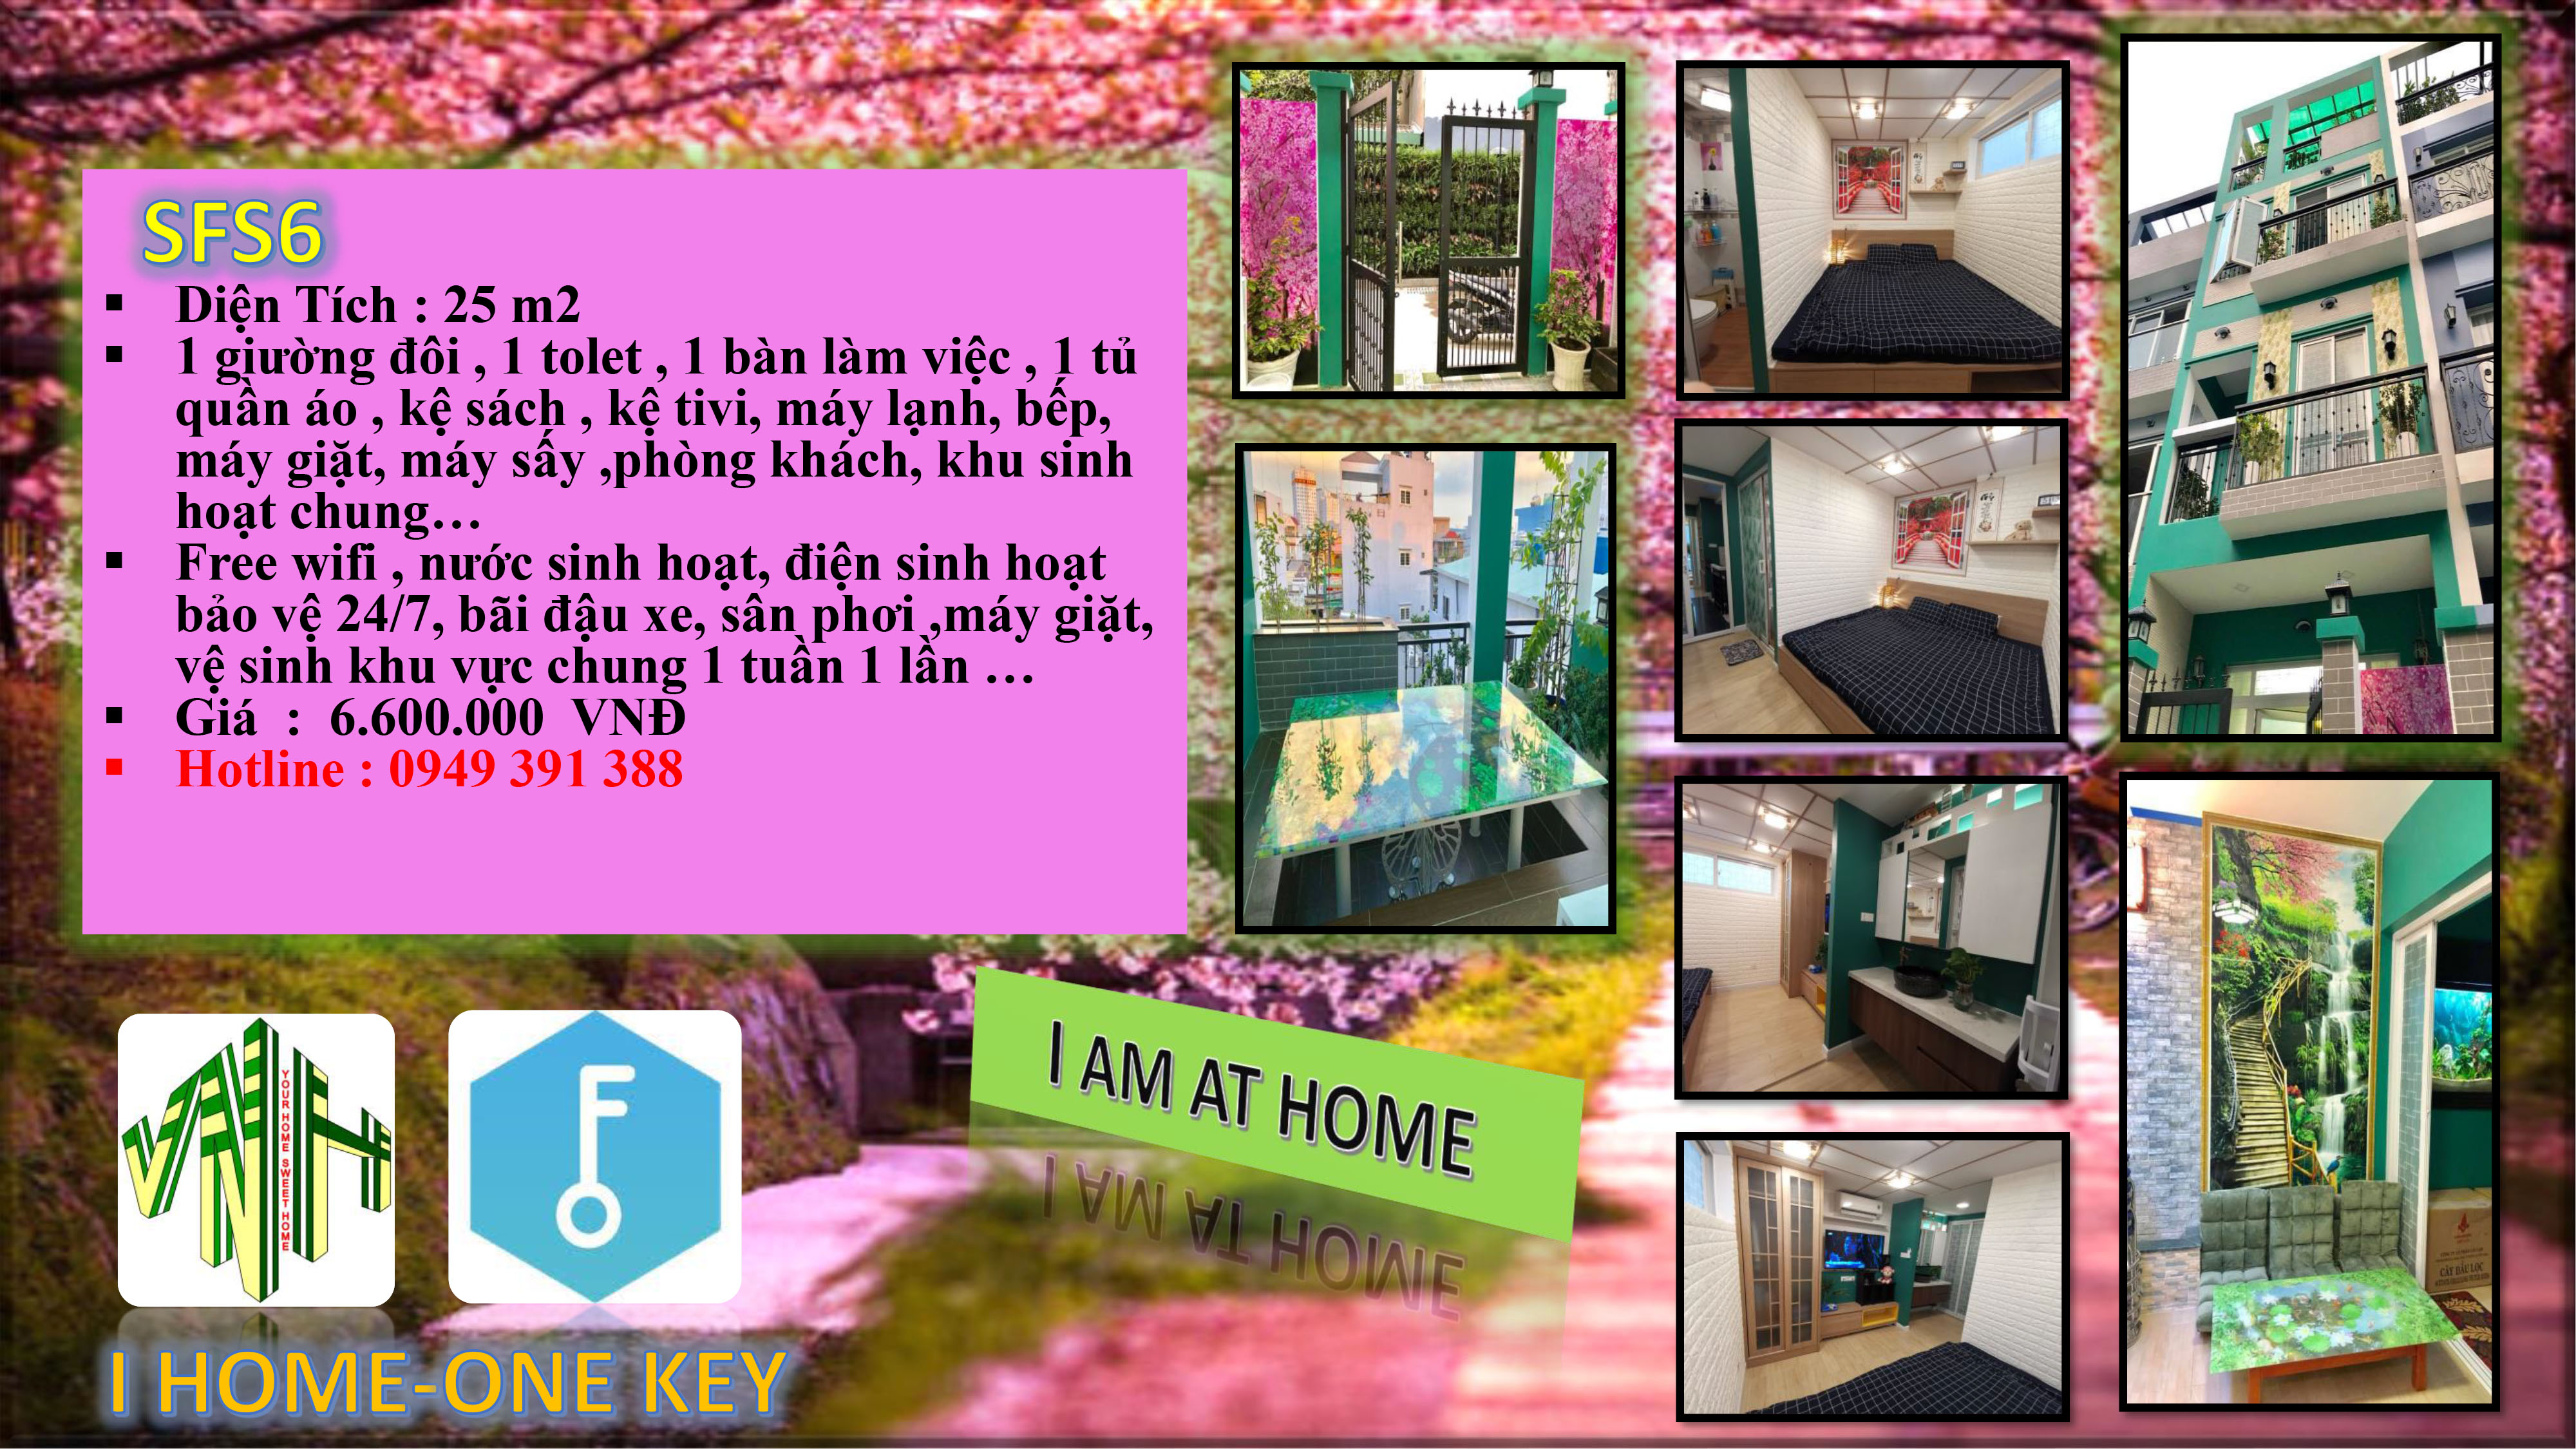 SFS6
▪ Diện Tích : 25 m2
▪ 1 giường đôi , 1 tolet , 1 bàn làm việc , 1 tủ
quần áo , kệ sách , kệ tivi, máy lạnh, bếp,
máy giặt, máy sấy ,phòng khách, khu sinh
hoạt chung…
▪ Free wifi , nước sinh hoạt, điện sinh hoạt
bảo vệ 24/7, bãi đậu xe, sân phơi ,máy giặt,
vệ sinh khu vực chung 1 tuần 1 lần …
▪ Giá : 6.600.000 VNĐ
▪ Hotline : 0949 391 388
VNH
YOUR HOME SWEET HOME
F
I AM AT HOME
I HOME-ONE KEY
CÂY DẦU LỌC